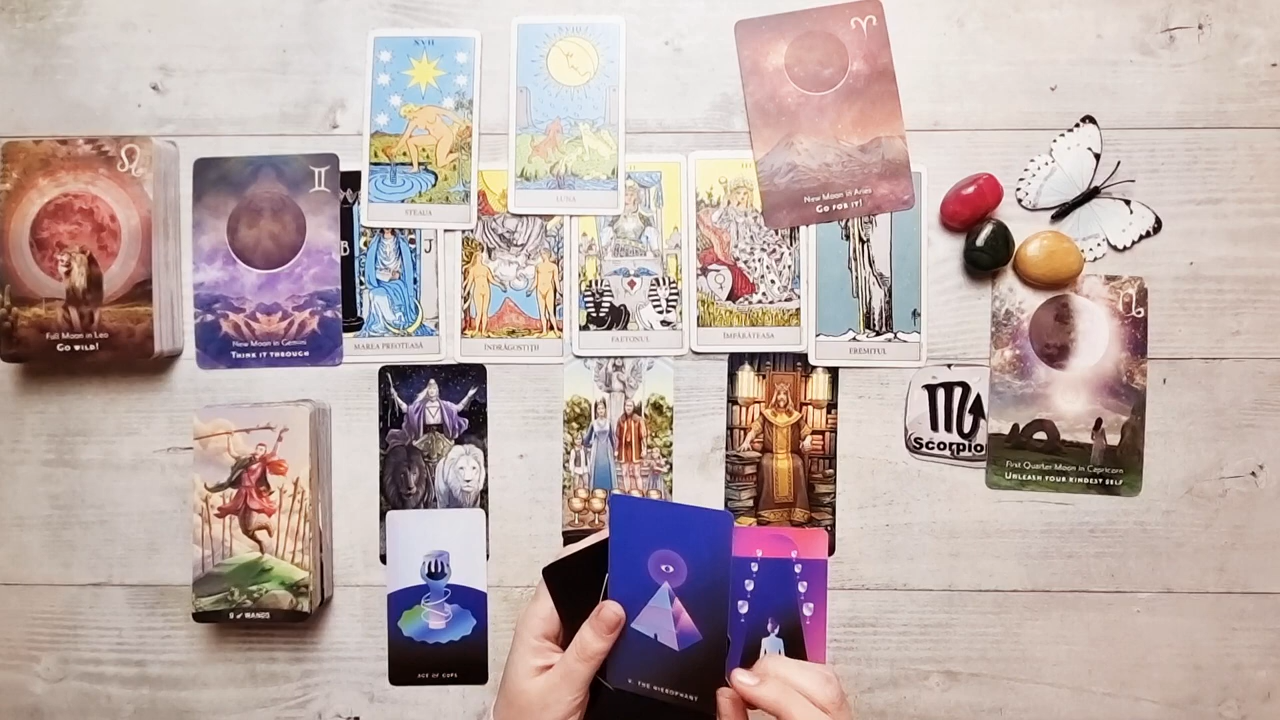 XVII
STEAUA
XVIII
LUNA
New Moon in Aries
GO FOR IT!
Full Moon in Leo
GO WILD!
New Moon in Gemini
THINK IT THROUGH
B
J
MAREA PREOTEASĂ
ÎNDRĂGOSTIȚII
FAETONUL
III
ÎMPĂRĂTEASA
EREMITUL
Scorpio
First Quarter Moon in Capricorn
UNLEASH YOUR KINDEST SELF
9 of WANDS
ACE OF CUPS
V. THE HIEROPHANT